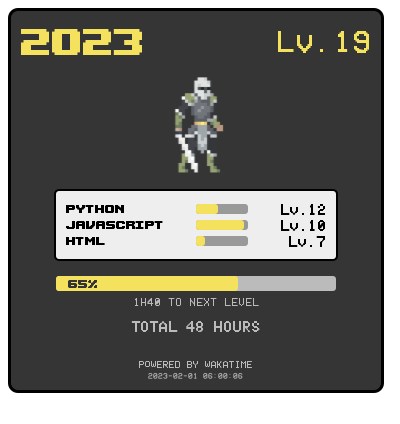 2023 Lv.19
PYTHON Lv.12
JAVASCRIPT Lv.10
HTML Lv.7
65%
1H40 TO NEXT LEVEL
TOTAL 48 HOURS
POWERED BY WAKATIME
2023-02-01 06:00:06